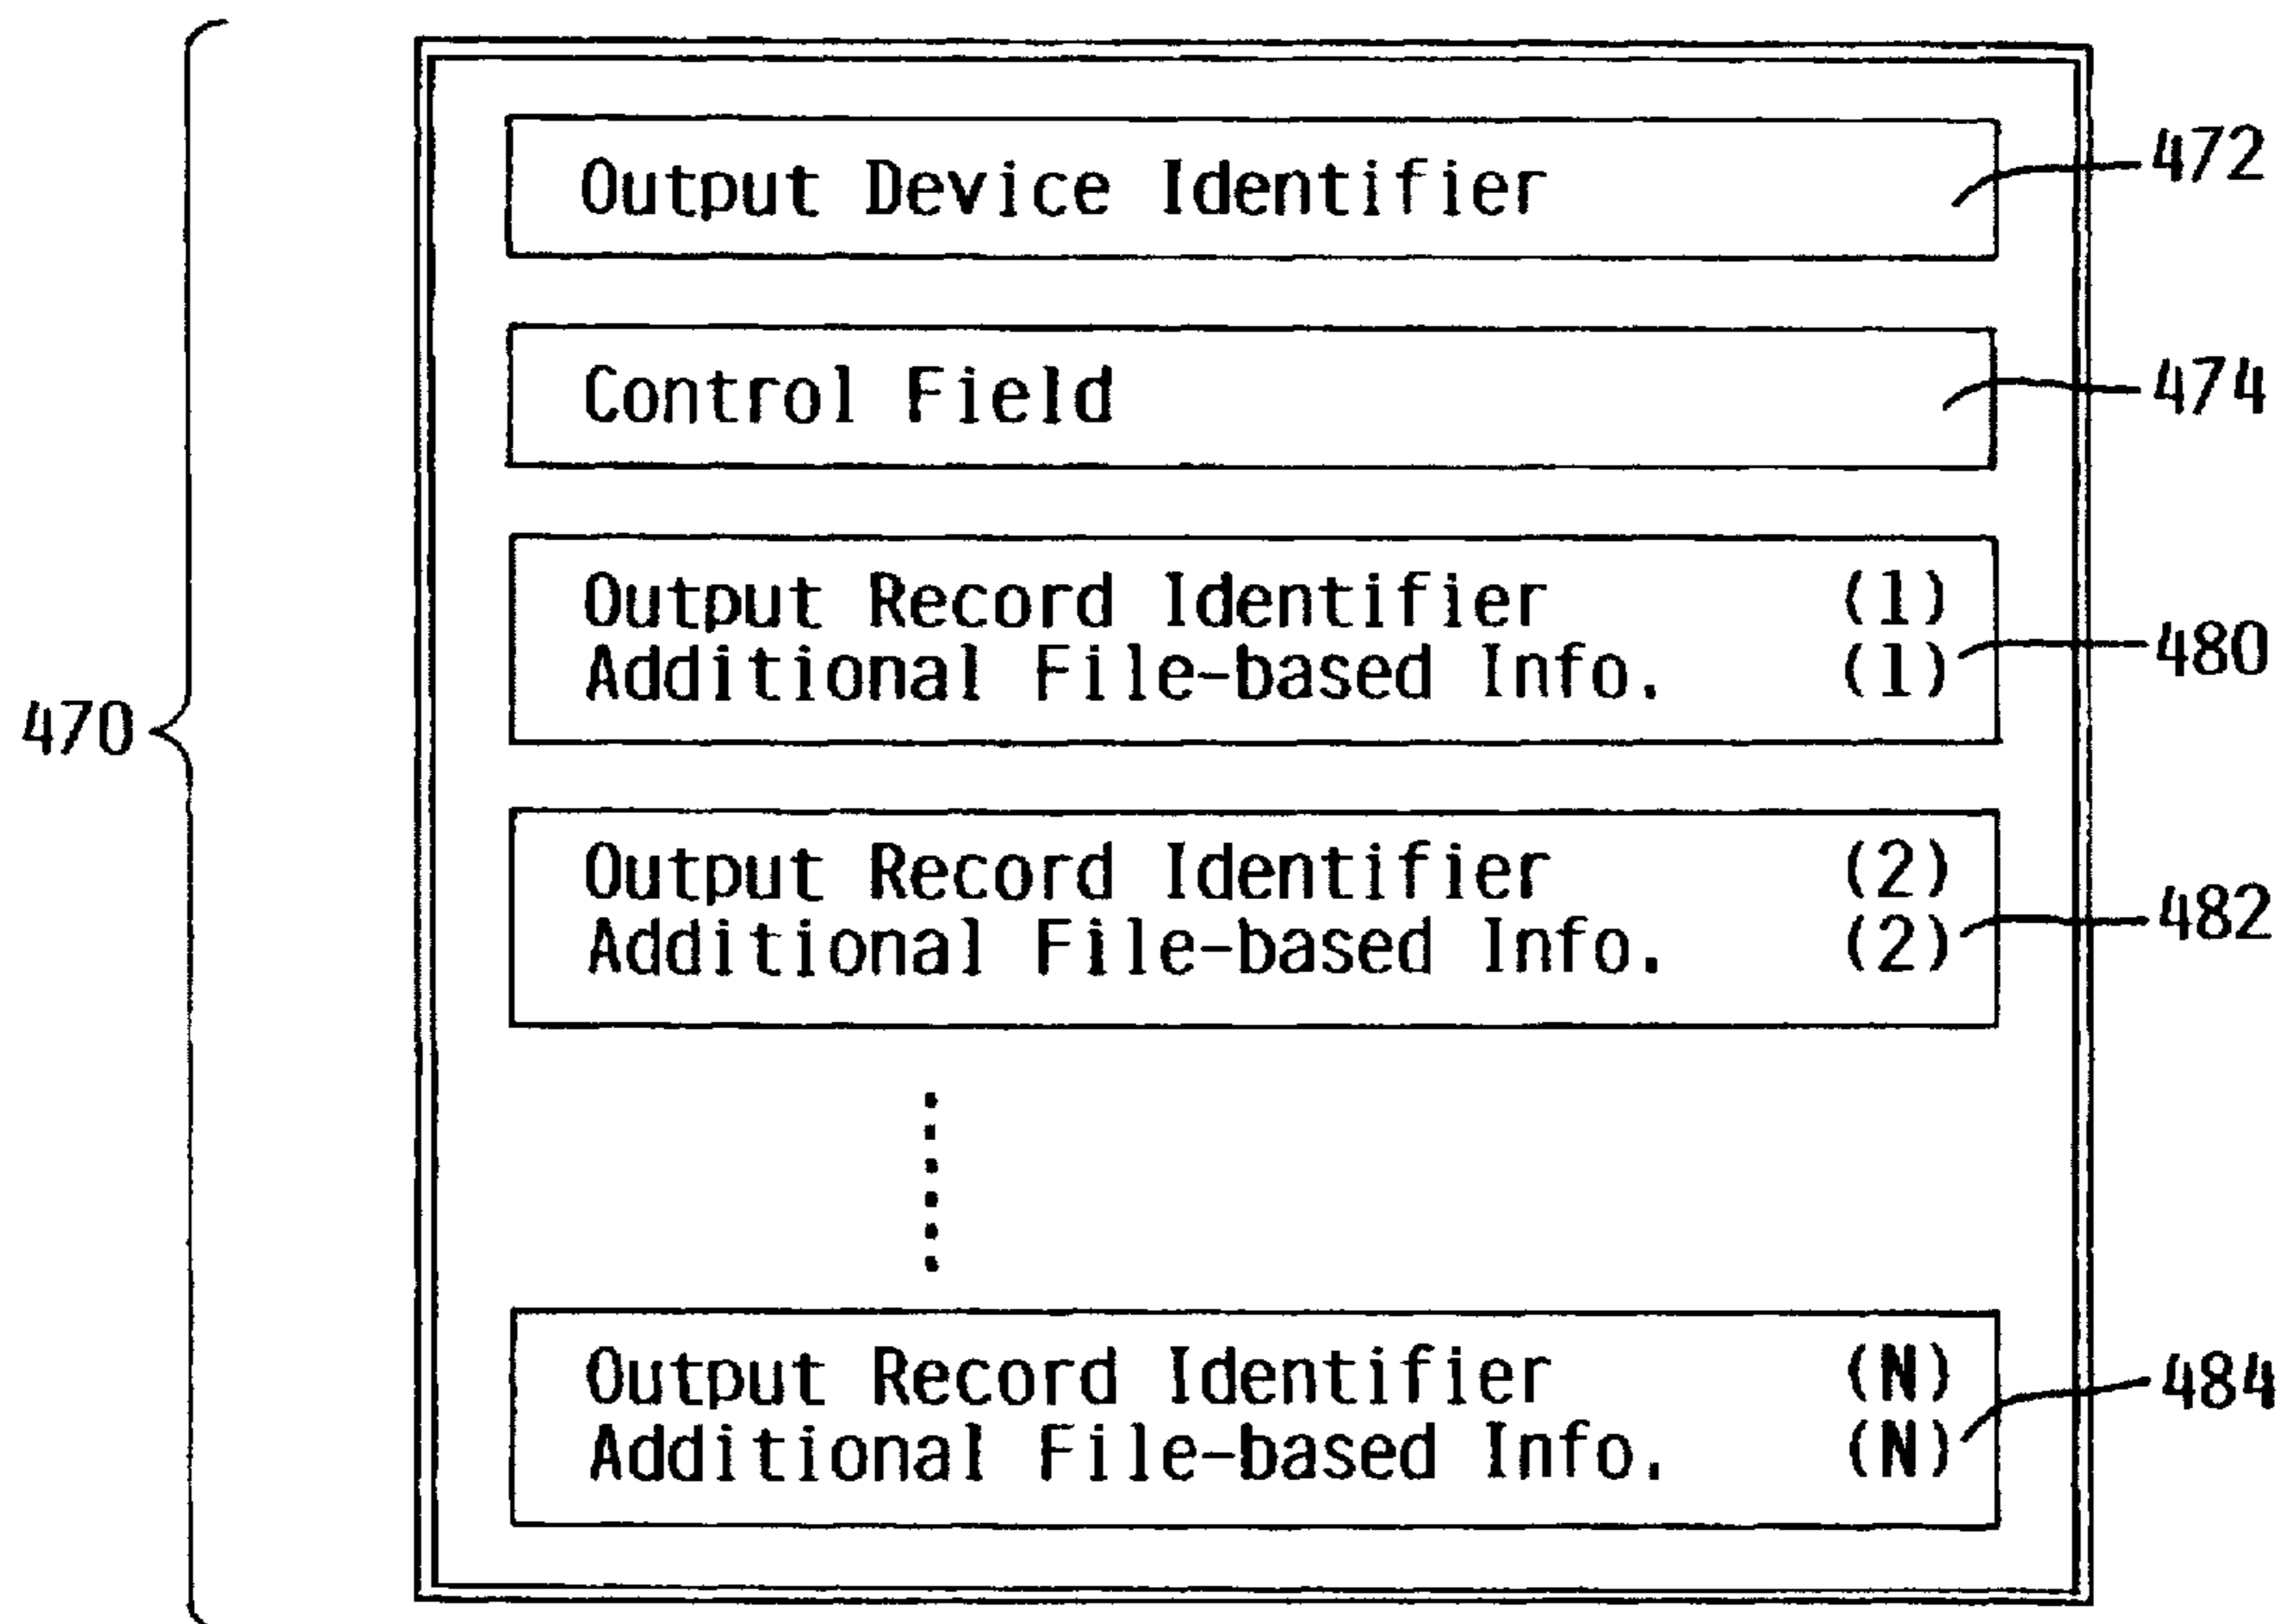 Output Device Identifier
472
Control Field
474
Output Record Identifier (1)
Additional File-based Info. (1)
480
470
Output Record Identifier (2)
Additional File-based Info. (2)
482
Output Record Identifier (N)
Additional File-based Info. (N)
484